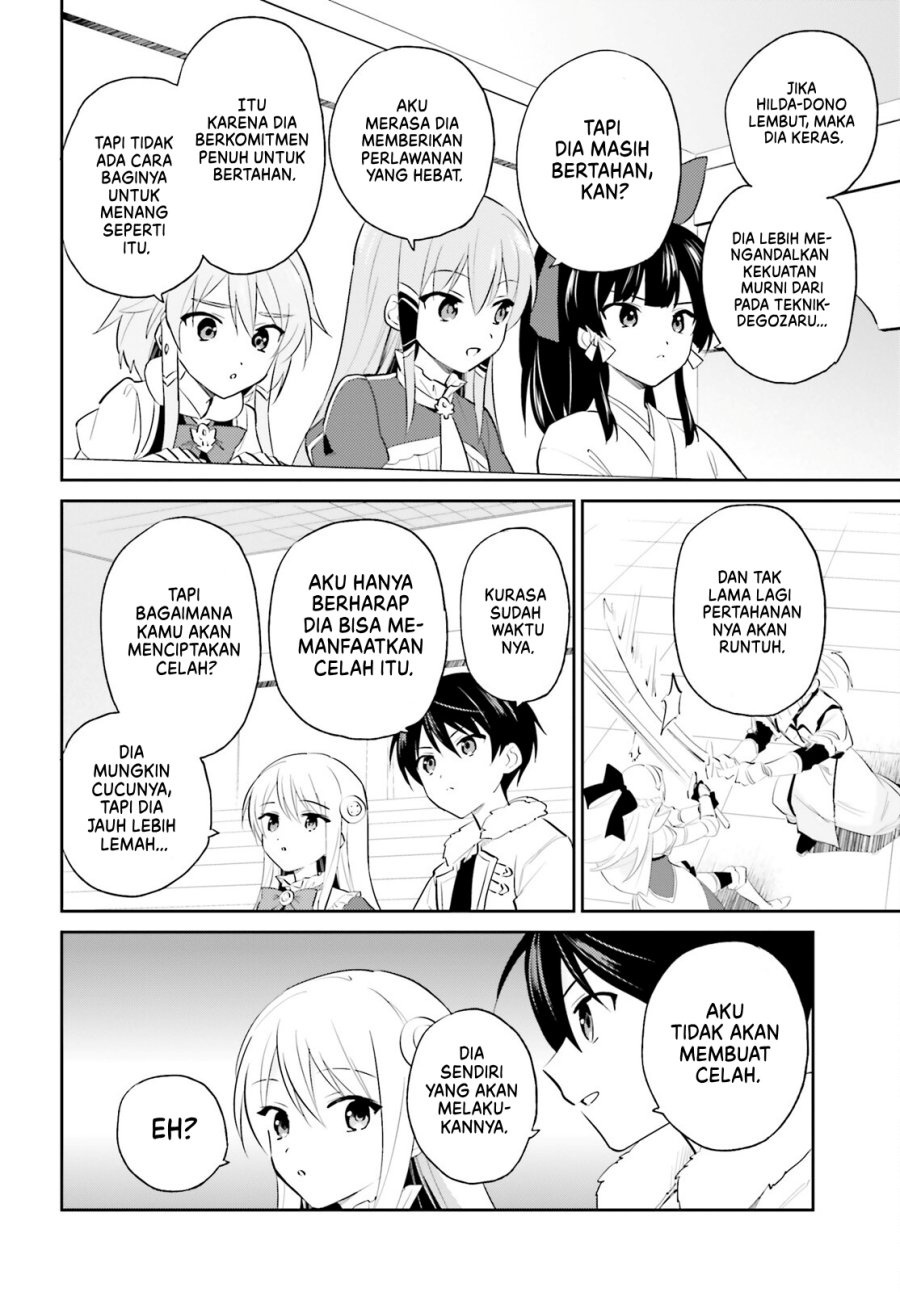 JIKA
HILDA-DONO
LEMBUT, MAKA
DIA KERAS.
DIA LEBIH ME-
NGANDALKAN
KEKUATAN
MURNI DARI
PADA TEKNIK-
DEGOZARU...
TAPI
DIA MASIH
BERTAHAN,
KAN?
AKU
MERASA DIA
MEMBERIKAN
PERLAWANAN
YANG HEBAT.
ITU
KARENA DIA
BERKOMITMEN
PENUH UNTUK
BERTAHAN.
TAPI TIDAK
ADA CARA
BAGINYA
UNTUK
MENANG
SEPERTI
ITU.
DAN TAK
LAMA LAGI
PERTAHANAN
NYA AKAN
RUNTUH.
KURASA
SUDAH
WAKTU
NYA.
AKU HANYA
BERHARAP
DIA BISA ME-
MANFAATKAN
CELAH ITU.
TAPI
BAGAIMANA
KAMU AKAN
MENCIPTAKAN
CELAH?
DIA
MUNGKIN
CUCUNYA,
TAPI DIA
JAUH LEBIH
LEMAH...
AKU
TIDAK AKAN
MEMBUAT
CELAH.
DIA
SENDIRI
YANG AKAN
MELAKU-
KANNYA.
EH?